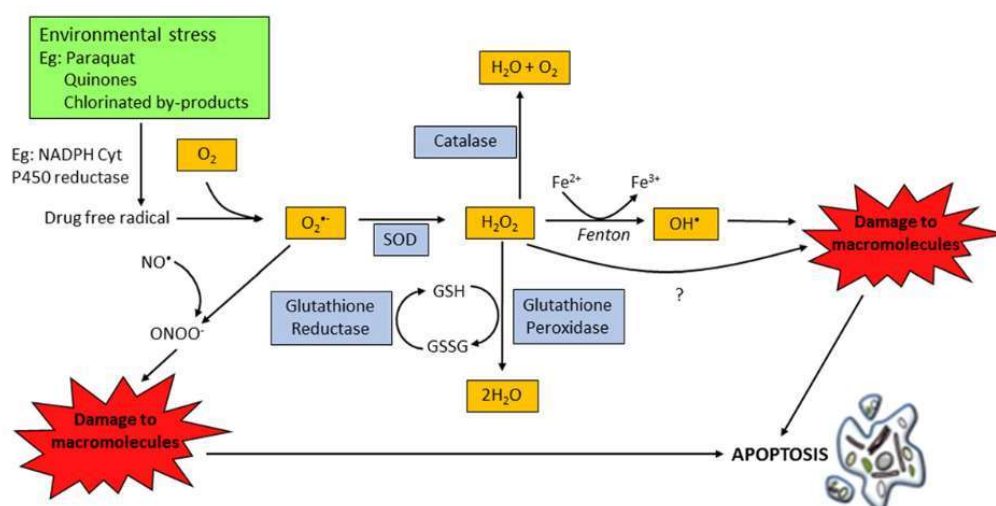 Environmental stress
Eg: Paraquat
Quinones
Chlorinated by-products
H₂O + O₂
Eg: NADPH Cyt
P450 reductase
O₂
Catalase
Fe²⁺
Fe³⁺
Drug free radical
O₂•⁻
SOD
H₂O₂
Fenton
OH•
Damage to
macromolecules
NO•
?
Glutathione
Reductase
GSH
GSSG
Glutathione
Peroxidase
ONOO⁻
2H₂O
Damage to
macromolecules
APOPTOSIS